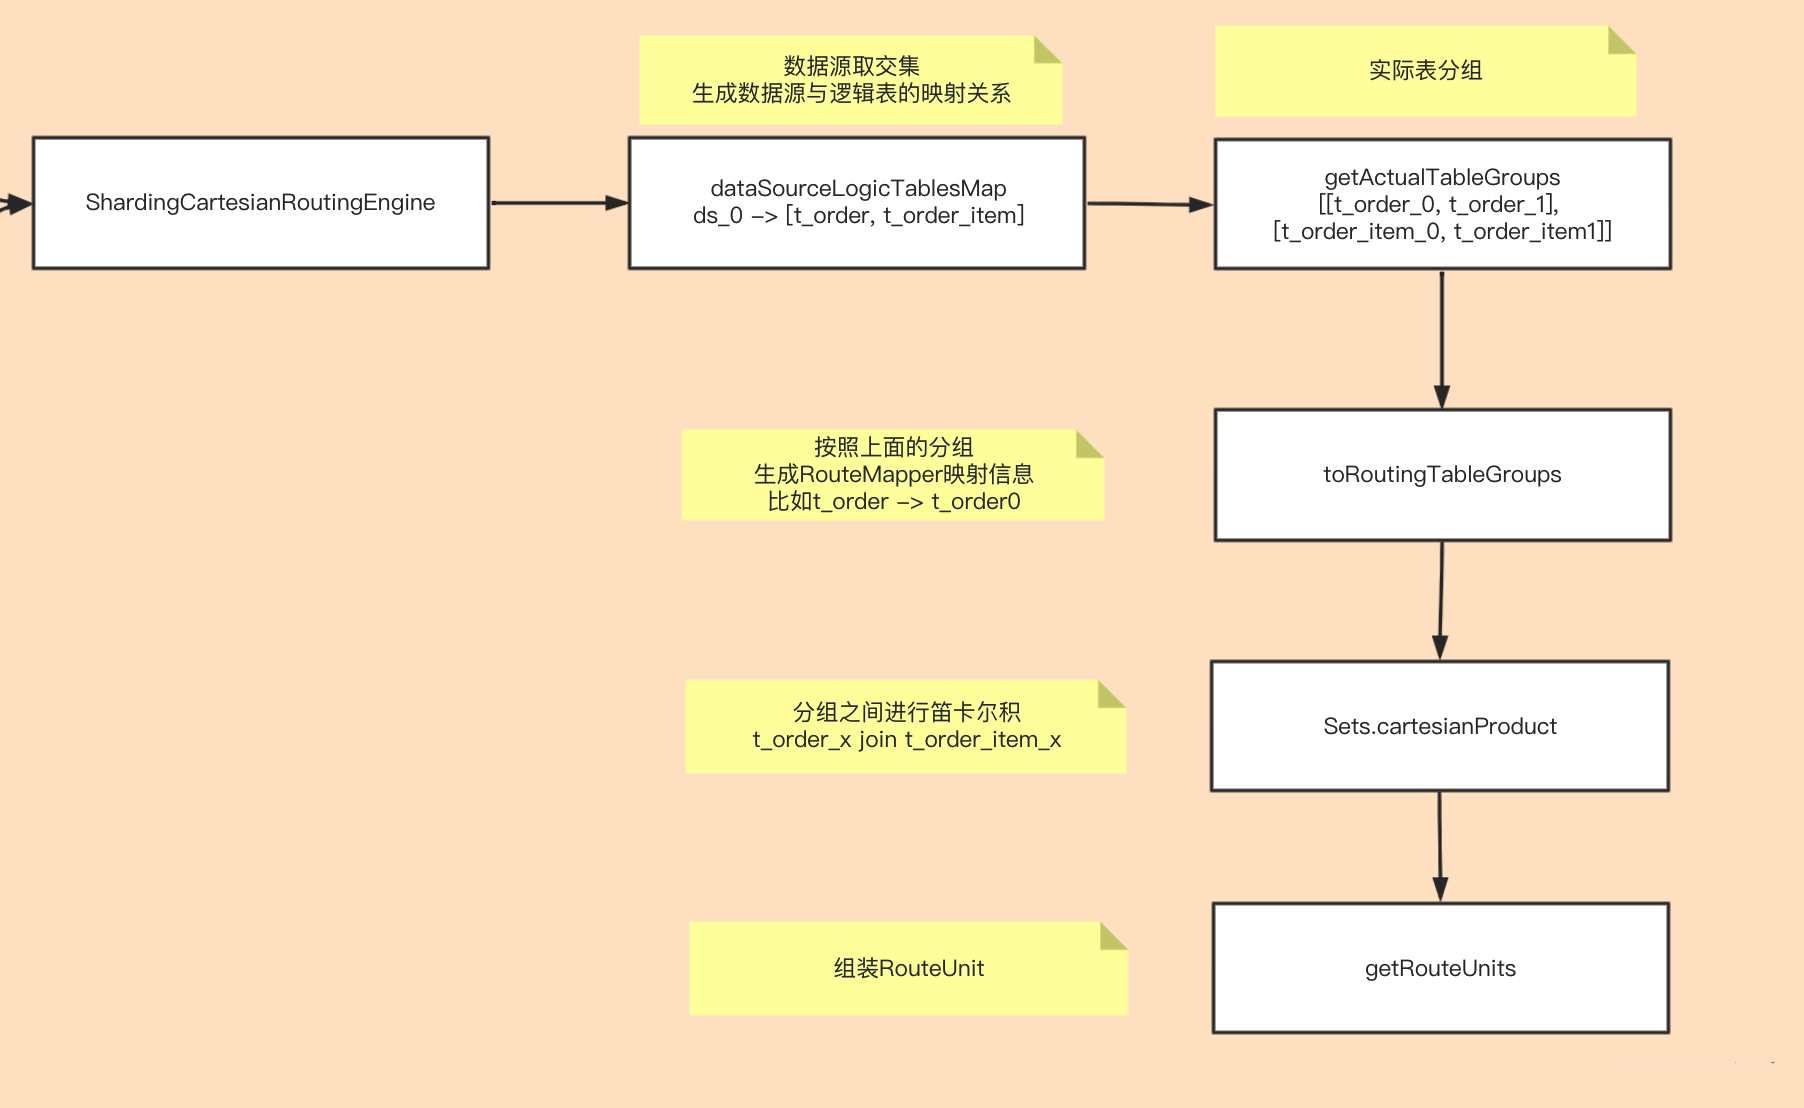 数据源取交集
生成数据源与逻辑表的映射关系
实际表分组
ShardingCartesianRoutingEngine
dataSourceLogicTablesMap
ds_0 -> [t_order, t_order_item]
getActualTableGroups
[[t_order_0, t_order_1],
[t_order_item_0, t_order_item1]]
按照上面的分组
生成RouteMapper映射信息
比如t_order -> t_order0
toRoutingTableGroups
分组之间进行笛卡尔积
t_order_x join t_order_item_x
Sets.cartesianProduct
组装RouteUnit
getRouteUnits